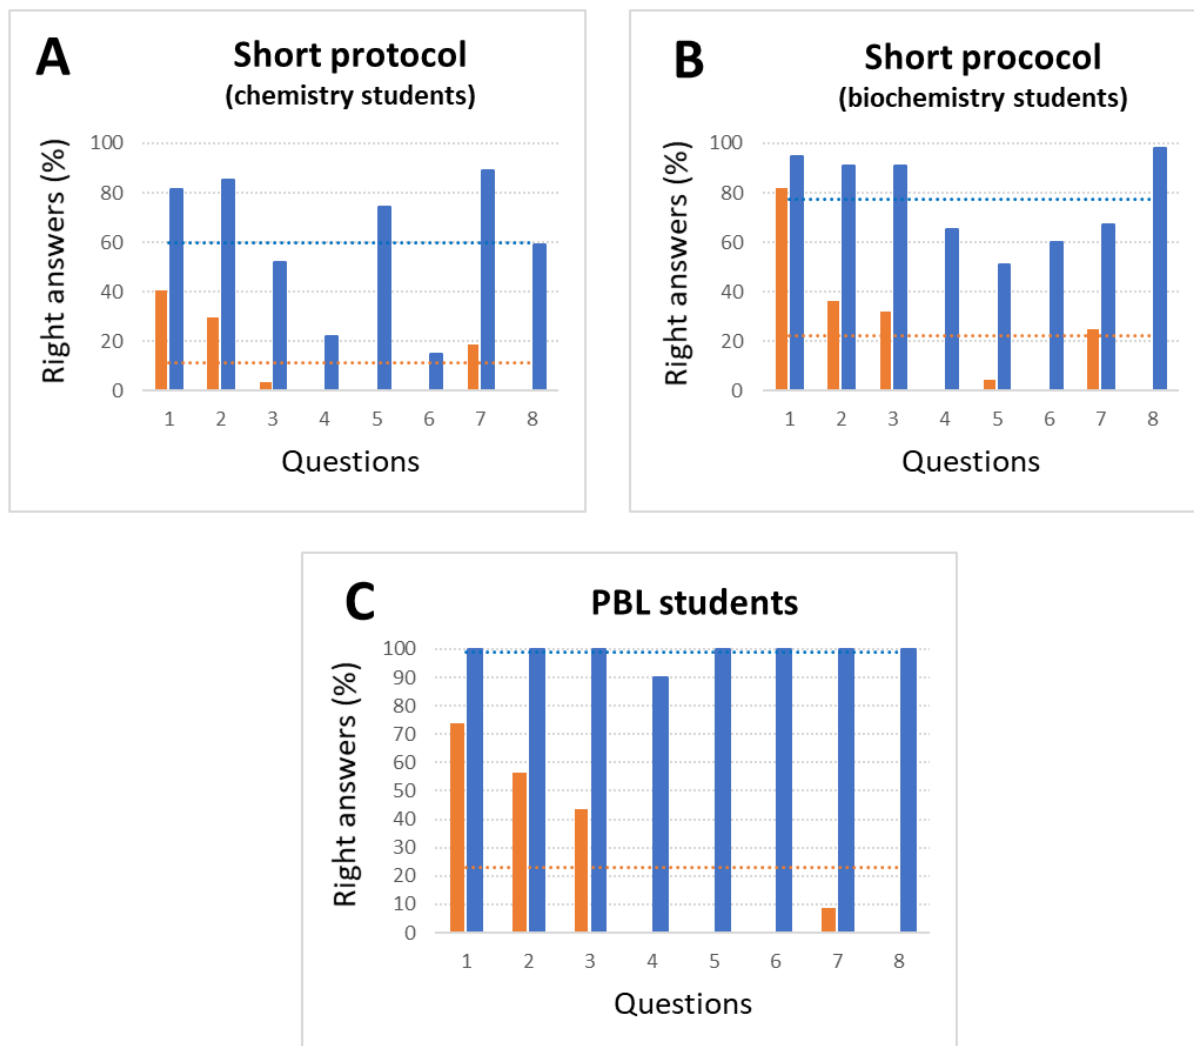 A
Short protocol
(chemistry students)
Right answers (%)
100
80
60
40
20
0
1 2 3 4 5 6 7 8
Questions
B
Short prococol
(biochemistry students)
Right answers (%)
100
80
60
40
20
0
1 2 3 4 5 6 7 8
Questions
C
PBL students
Right answers (%)
100
90
80
70
60
50
40
30
20
10
0
1 2 3 4 5 6 7 8
Questions